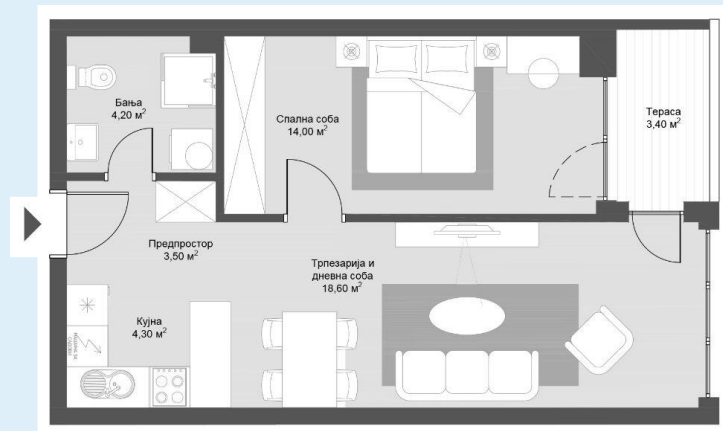 Бања
4,20 м²
Спална соба
14,00 м²
Тераса
3,40 м²
Предпростор
3,50 м²
Трпезарија и
дневна соба
18,60 м²
Кујна
4,30 м²